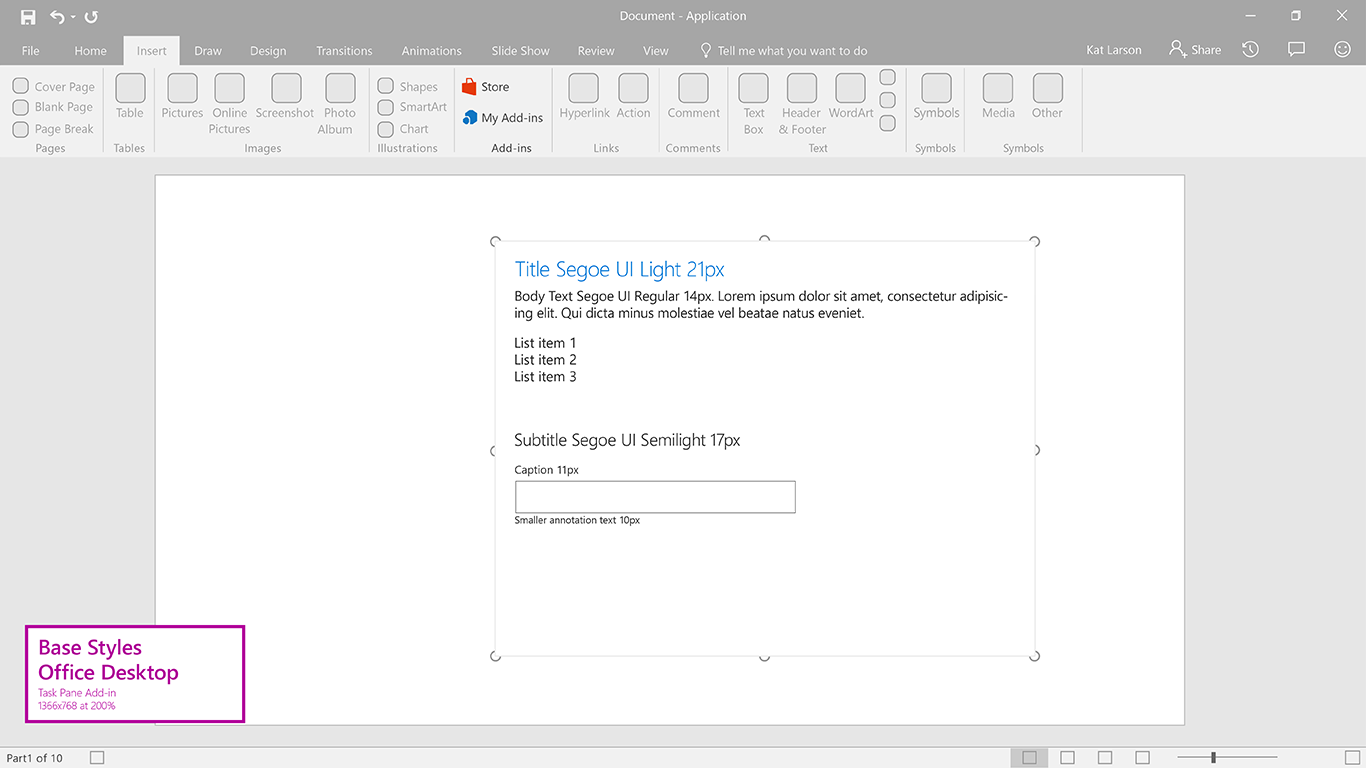 Document - Application
File Home Insert Draw Design Transitions Animations Slide Show Review View Tell me what you want to do Kat Larson Share
Cover Page
Blank Page
Page Break
Pages
Table
Tables
Pictures
Online
Pictures
Screenshot
Photo
Album
Images
Shapes
SmartArt
Chart
Illustrations
Store
My Add-ins
Add-ins
Hyperlink
Action
Links
Comment
Comments
Text
Box
Header
& Footer
WordArt
Text
Symbols
Symbols
Media
Other
Symbols
Title Segoe UI Light 21px
Body Text Segoe UI Regular 14px. Lorem ipsum dolor sit amet, consectetur adipisic-
ing elit. Qui dicta minus molestiae vel beatae natus eveniet.
List item 1
List item 2
List item 3
Subtitle Segoe UI Semilight 17px
Caption 11px
Smaller annotation text 10px
Base Styles
Office Desktop
Task Pane Add-in
1366x768 at 200%
Part1 of 10